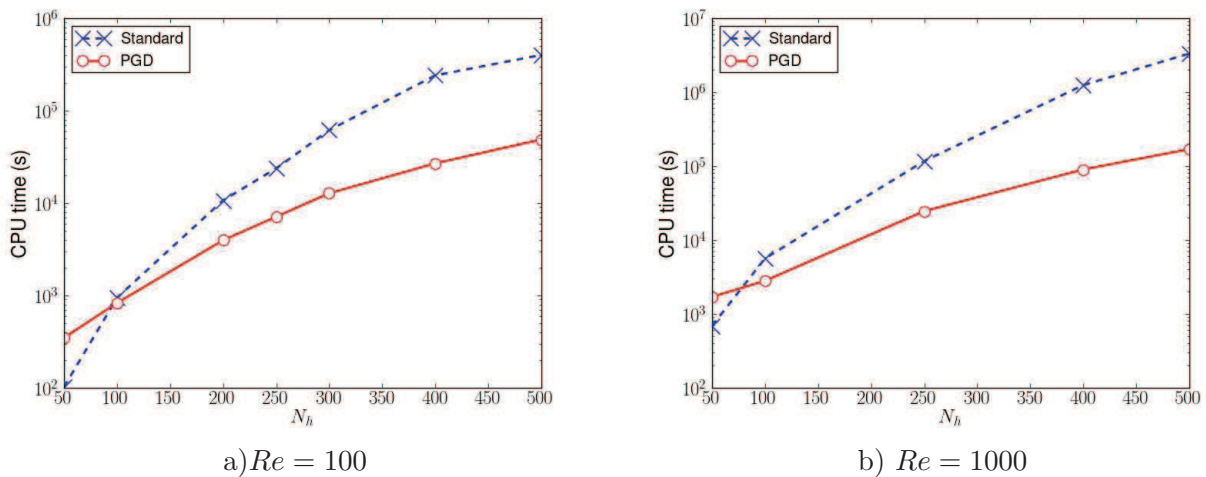 Standard
PGD
10^6
10^5
10^4
10^3
10^2
CPU time (s)
50 100 150 200 250 300 350 400 450 500
N_h
a)Re = 100
Standard
PGD
10^7
10^6
10^5
10^4
10^3
10^2
CPU time (s)
50 100 150 200 250 300 350 400 450 500
N_h
b) Re = 1000